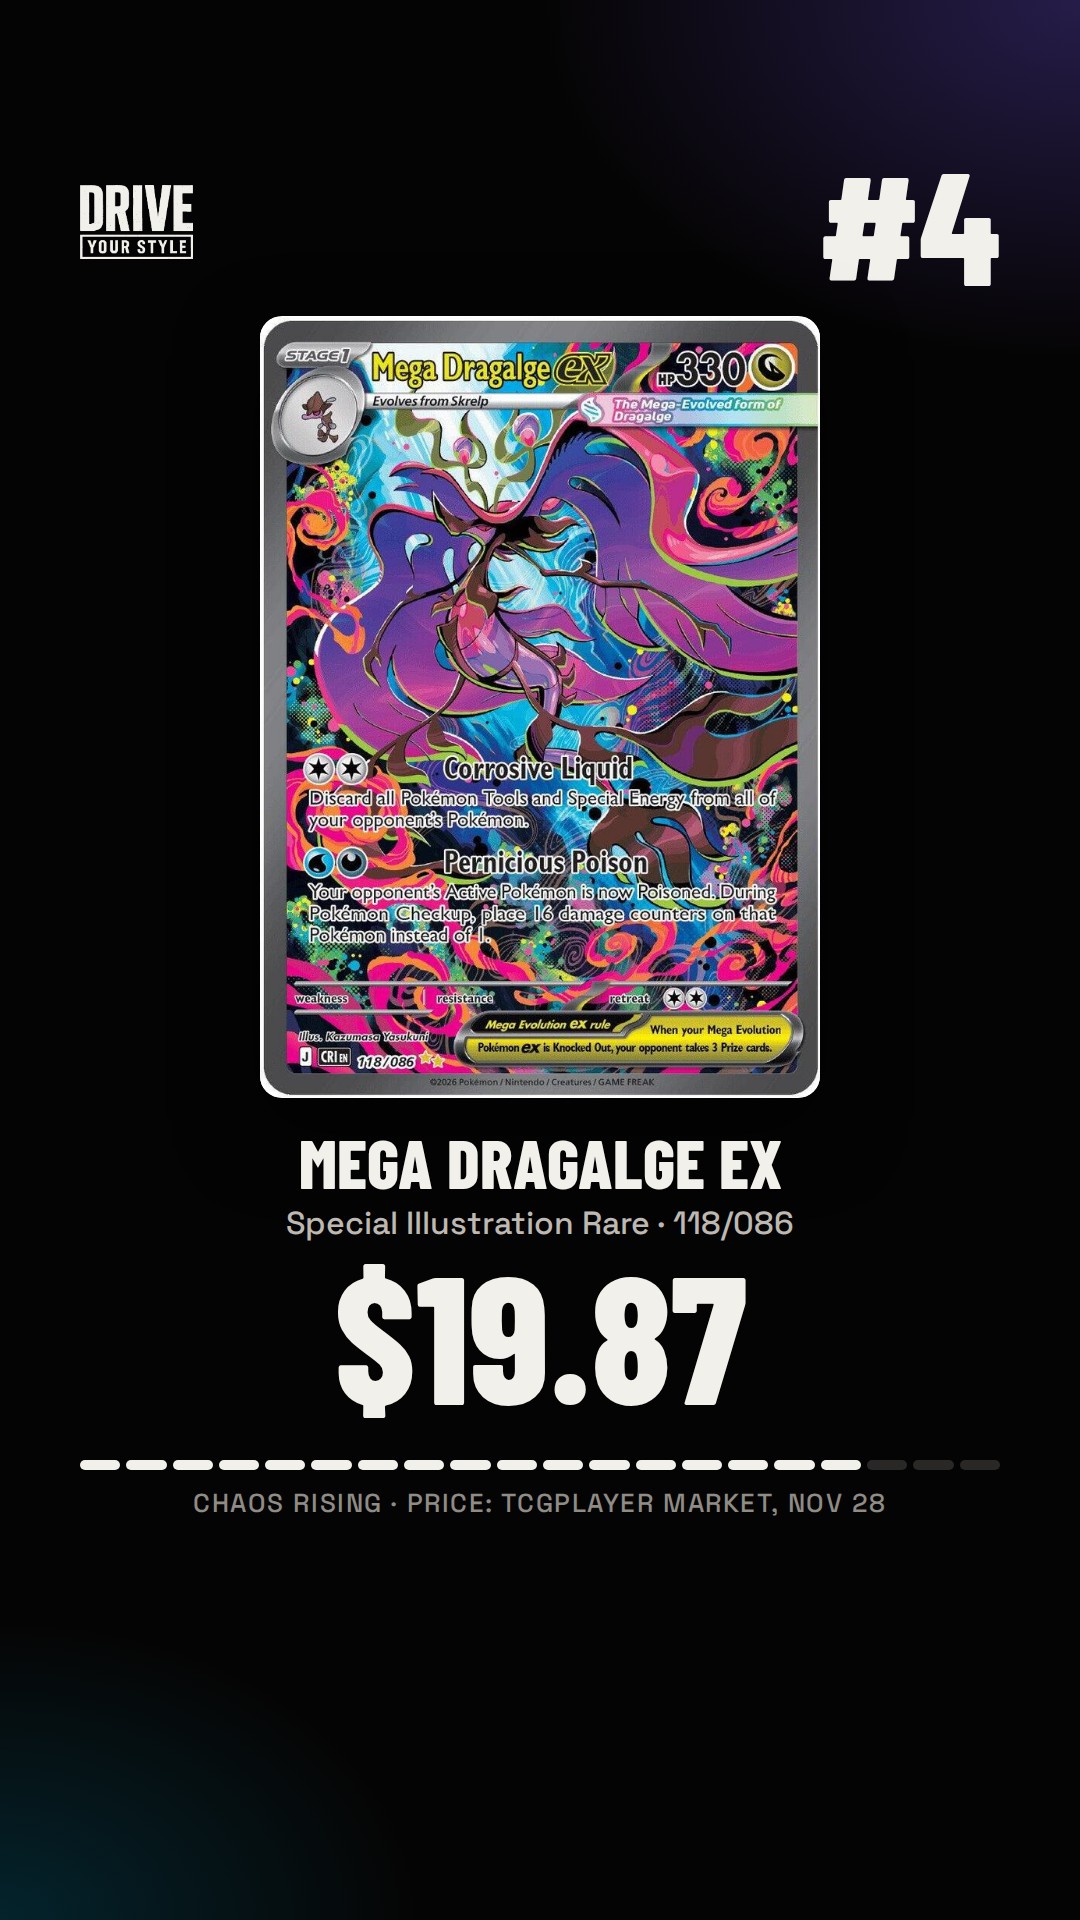 DRIVE
YOUR STYLE
#4
STAGE1
Mega Dragalge ex
HP 330
Evolves from Skrelp
The Mega-Evolved form of
Dragalge
Corrosive Liquid
Discard all Pokémon Tools and Special Energy from all of
your opponent's Pokémon.
Pernicious Poison
Your opponent's Active Pokémon is now Poisoned. During
Pokémon Checkup, place 16 damage counters on that
Pokémon instead of 1.
weakness resistance retreat
Mega Evolution ex rule
When your Mega Evolution
Pokémon ex is Knocked Out, your opponent takes 3 Prize cards.
Illus. Kazumasa Yasukuni
J CRI EN 118/086
©2026 Pokémon / Nintendo / Creatures / GAME FREAK
MEGA DRAGALGE EX
Special Illustration Rare · 118/086
$19.87
CHAOS RISING · PRICE: TCGPLAYER MARKET, NOV 28